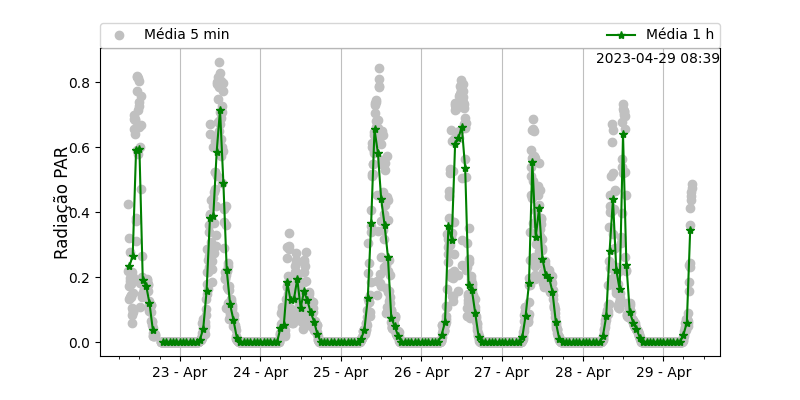 Média 5 min
Média 1 h
2023-04-29 08:39
Radiação PAR
0.8
0.6
0.4
0.2
0.0
23 - Apr
24 - Apr
25 - Apr
26 - Apr
27 - Apr
28 - Apr
29 - Apr